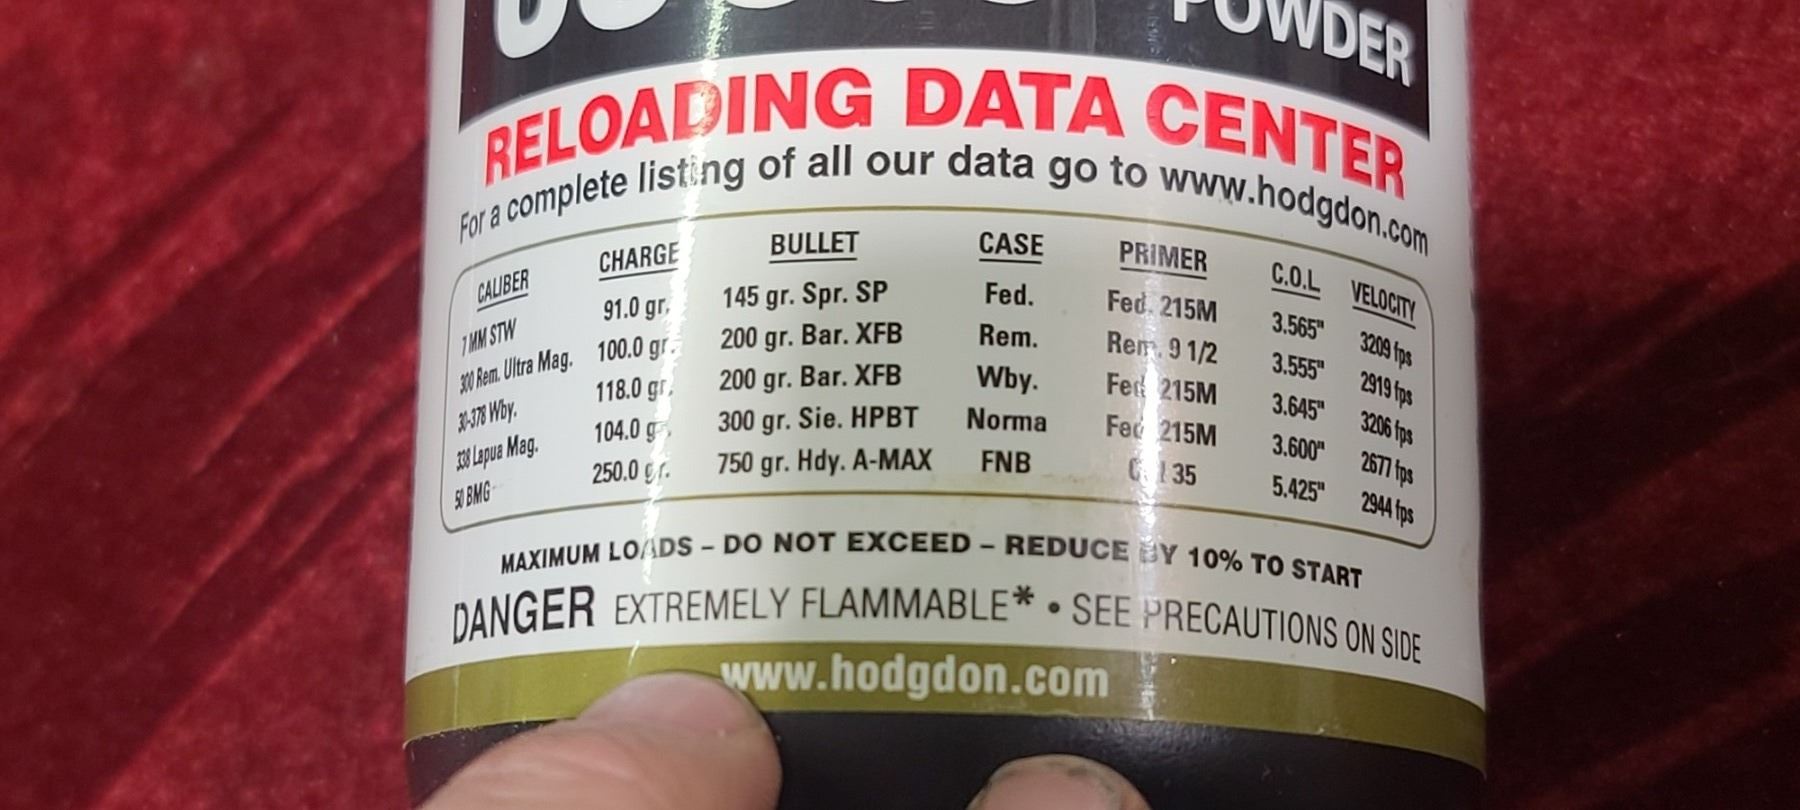 POWDER
RELOADING DATA CENTER
For a complete listing of all our data go to www.hodgdon.com
CALIBER CHARGE BULLET CASE PRIMER C.O.L VELOCITY
7 MM STW 91.0 gr. 145 gr. Spr. SP Fed. Fed. 215M 3.565" 3209 fps
300 Rem. Ultra Mag. 100.0 gr. 200 gr. Bar. XFB Rem. Rem. 9 1/2 3.555" 2919 fps
30-378 Wby. 118.0 gr. 200 gr. Bar. XFB Wby. Fed. 215M 3.645" 3206 fps
338 Lapua Mag. 104.0 gr. 300 gr. Sie. HPBT Norma Fed. 215M 3.600" 2677 fps
50 BMG 250.0 gr. 750 gr. Hdy. A-MAX FNB 35 5.425" 2944 fps
MAXIMUM LOADS – DO NOT EXCEED – REDUCE BY 10% TO START
DANGER EXTREMELY FLAMMABLE* • SEE PRECAUTIONS ON SIDE
www.hodgdon.com